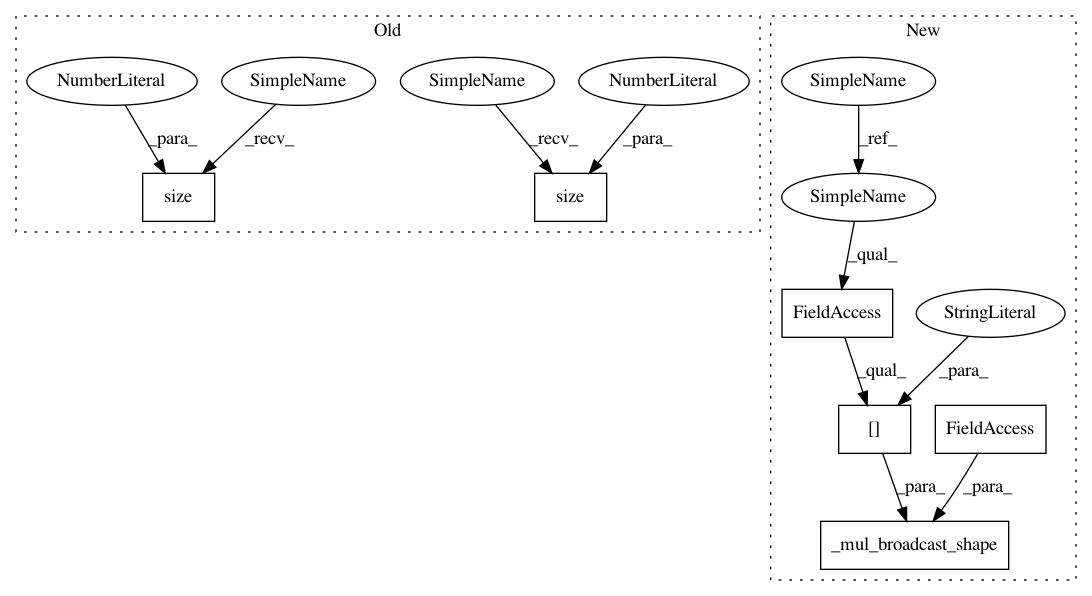 Old
New
NumberLiteral
SimpleName
SimpleName
NumberLiteral
SimpleName
_para_
_recv_
_recv_
_para_
_ref_
size
size
SimpleName
_qual_
FieldAccess
StringLiteral
_qual_
_para_
[]
FieldAccess
_para_
_para_
_mul_broadcast_shape